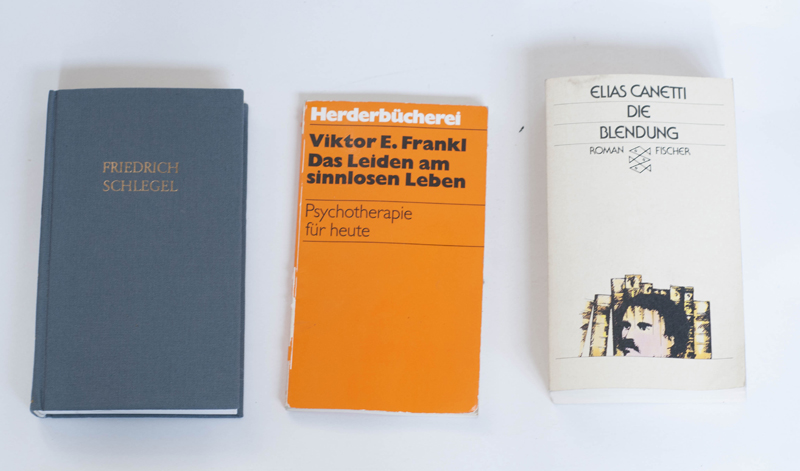 FRIEDRICH
SCHLEGEL
Herderbücherei
Viktor E. Frankl
Das Leiden am
sinnlosen Leben
Psychotherapie
für heute
ELIAS CANETTI
DIE
BLENDUNG
ROMAN FISCHER